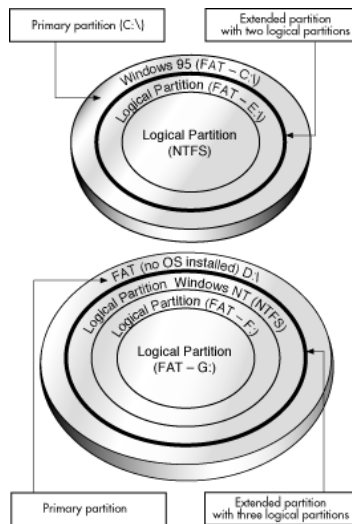 Primary partition (C:\)
Extended partition
with two logical partitions
Windows 95 (FAT – C:\)
Logical Partition (FAT – E:\)
Logical Partition
(NTFS)
FAT (no OS installed) D:\
Logical Partition Windows NT (NTFS)
Logical Partition (FAT – F:)
Logical Partition
(FAT – G:)
Primary partition
Extended partition
with three logical partitions